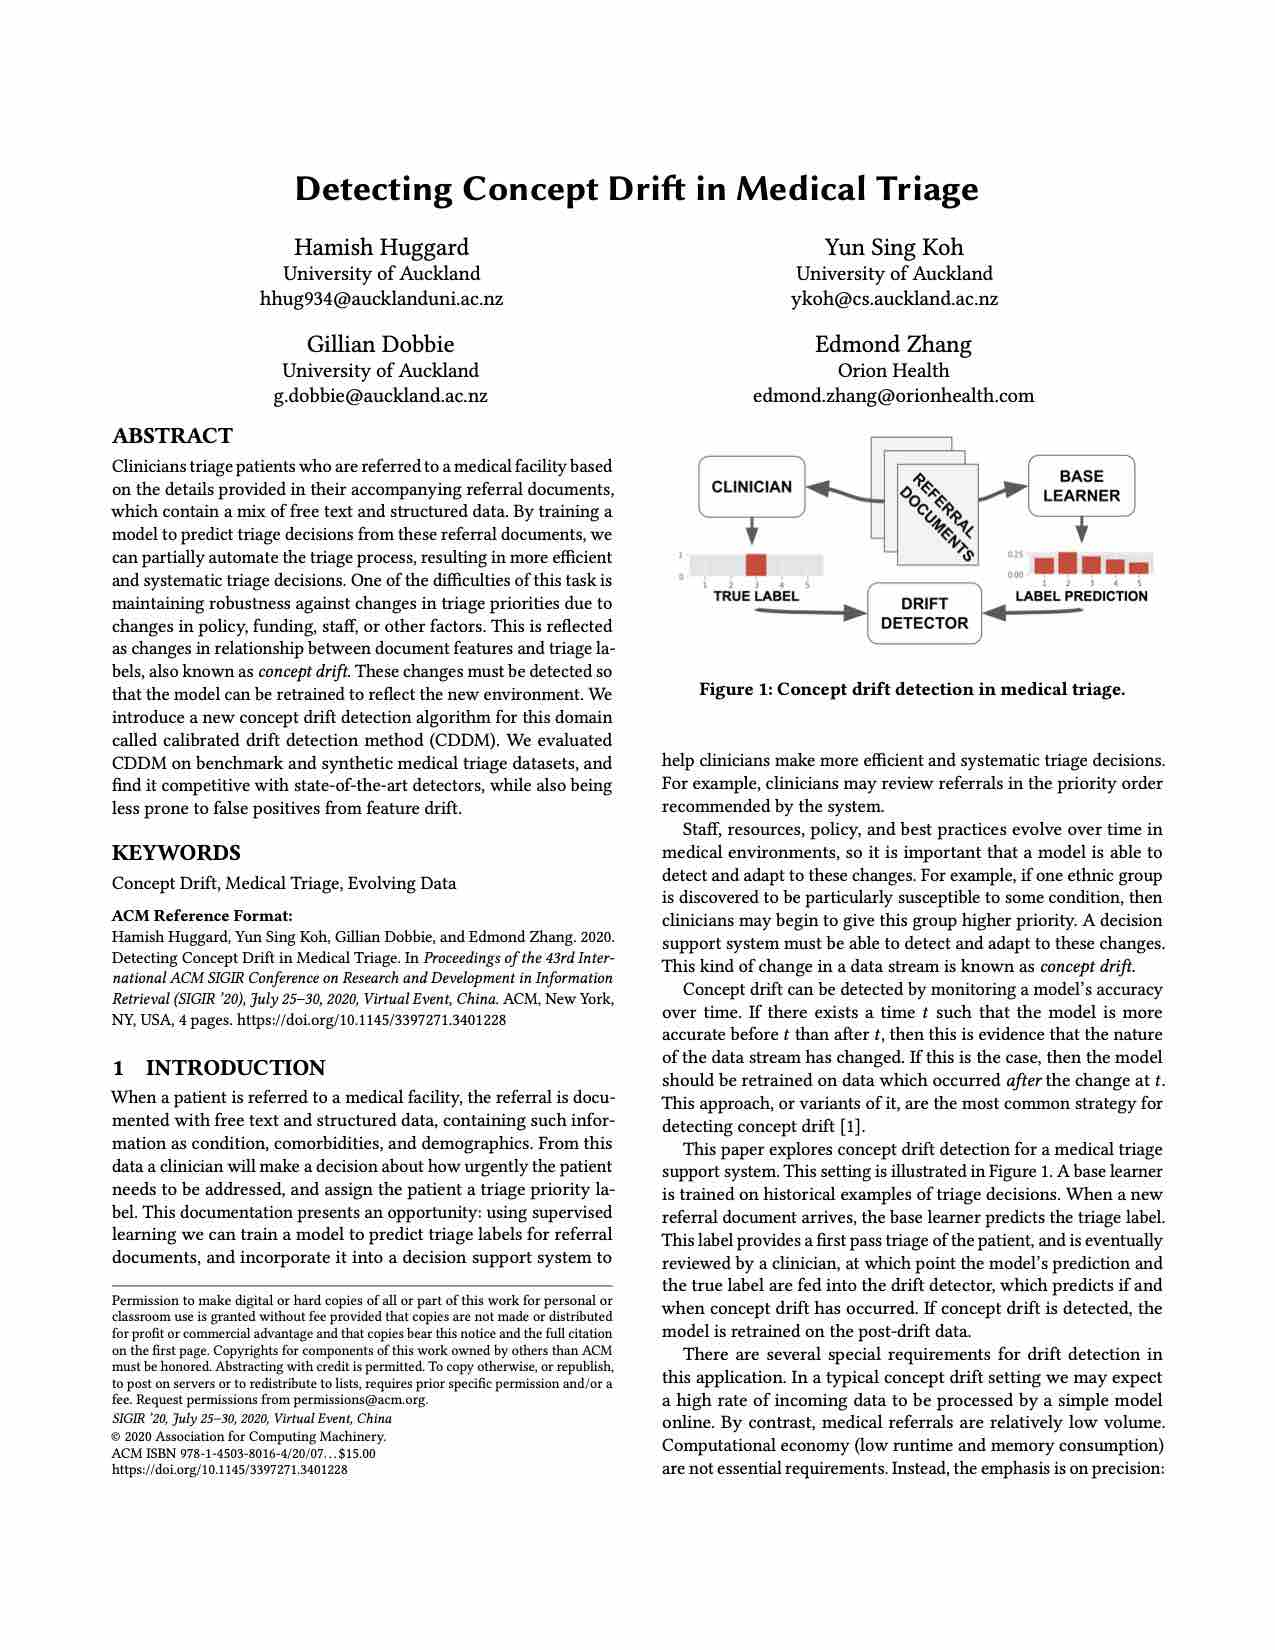 Detecting Concept Drift in Medical Triage
Hamish Huggard
University of Auckland
hhug934@aucklanduni.ac.nz
Yun Sing Koh
University of Auckland
ykoh@cs.auckland.ac.nz
Gillian Dobbie
University of Auckland
g.dobbie@auckland.ac.nz
Edmond Zhang
Orion Health
edmond.zhang@orionhealth.com
ABSTRACT
Clinicians triage patients who are referred to a medical facility based
on the details provided in their accompanying referral documents,
which contain a mix of free text and structured data. By training a
model to predict triage decisions from these referral documents, we
can partially automate the triage process, resulting in more efficient
and systematic triage decisions. One of the difficulties of this task is
maintaining robustness against changes in triage priorities due to
changes in policy, funding, staff, or other factors. This is reflected
as changes in relationship between document features and triage la-
bels, also known as concept drift. These changes must be detected so
that the model can be retrained to reflect the new environment. We
introduce a new concept drift detection algorithm for this domain
called calibrated drift detection method (CDDM). We evaluated
CDDM on benchmark and synthetic medical triage datasets, and
find it competitive with state-of-the-art detectors, while also being
less prone to false positives from feature drift.
KEYWORDS
Concept Drift, Medical Triage, Evolving Data
ACM Reference Format:
Hamish Huggard, Yun Sing Koh, Gillian Dobbie, and Edmond Zhang. 2020.
Detecting Concept Drift in Medical Triage. In Proceedings of the 43rd Inter-
national ACM SIGIR Conference on Research and Development in Information
Retrieval (SIGIR '20), July 25–30, 2020, Virtual Event, China. ACM, New York,
NY, USA, 4 pages. https://doi.org/10.1145/3397271.3401228
1 INTRODUCTION
When a patient is referred to a medical facility, the referral is docu-
mented with free text and structured data, containing such infor-
mation as condition, comorbidities, and demographics. From this
data a clinician will make a decision about how urgently the patient
needs to be addressed, and assign the patient a triage priority la-
bel. This documentation presents an opportunity: using supervised
learning we can train a model to predict triage labels for referral
documents, and incorporate it into a decision support system to
Permission to make digital or hard copies of all or part of this work for personal or
classroom use is granted without fee provided that copies are not made or distributed
for profit or commercial advantage and that copies bear this notice and the full citation
on the first page. Copyrights for components of this work owned by others than ACM
must be honored. Abstracting with credit is permitted. To copy otherwise, or republish,
to post on servers or to redistribute to lists, requires prior specific permission and/or a
fee. Request permissions from permissions@acm.org.
SIGIR '20, July 25–30, 2020, Virtual Event, China
© 2020 Association for Computing Machinery.
ACM ISBN 978-1-4503-8016-4/20/07...$15.00
https://doi.org/10.1145/3397271.3401228
CLINICIAN
REFERRAL
DOCUMENTS
BASE
LEARNER
1
0
1 2 3 4 5
TRUE LABEL
0.25
0.00
1 2 3 4 5
LABEL PREDICTION
DRIFT
DETECTOR
Figure 1: Concept drift detection in medical triage.
help clinicians make more efficient and systematic triage decisions.
For example, clinicians may review referrals in the priority order
recommended by the system.
Staff, resources, policy, and best practices evolve over time in
medical environments, so it is important that a model is able to
detect and adapt to these changes. For example, if one ethnic group
is discovered to be particularly susceptible to some condition, then
clinicians may begin to give this group higher priority. A decision
support system must be able to detect and adapt to these changes.
This kind of change in a data stream is known as concept drift.
Concept drift can be detected by monitoring a model's accuracy
over time. If there exists a time t such that the model is more
accurate before t than after t, then this is evidence that the nature
of the data stream has changed. If this is the case, then the model
should be retrained on data which occurred after the change at t.
This approach, or variants of it, are the most common strategy for
detecting concept drift [1].
This paper explores concept drift detection for a medical triage
support system. This setting is illustrated in Figure 1. A base learner
is trained on historical examples of triage decisions. When a new
referral document arrives, the base learner predicts the triage label.
This label provides a first pass triage of the patient, and is eventually
reviewed by a clinician, at which point the model's prediction and
the true label are fed into the drift detector, which predicts if and
when concept drift has occurred. If concept drift is detected, the
model is retrained on the post-drift data.
There are several special requirements for drift detection in
this application. In a typical concept drift setting we may expect
a high rate of incoming data to be processed by a simple model
online. By contrast, medical referrals are relatively low volume.
Computational economy (low runtime and memory consumption)
are not essential requirements. Instead, the emphasis is on precision: